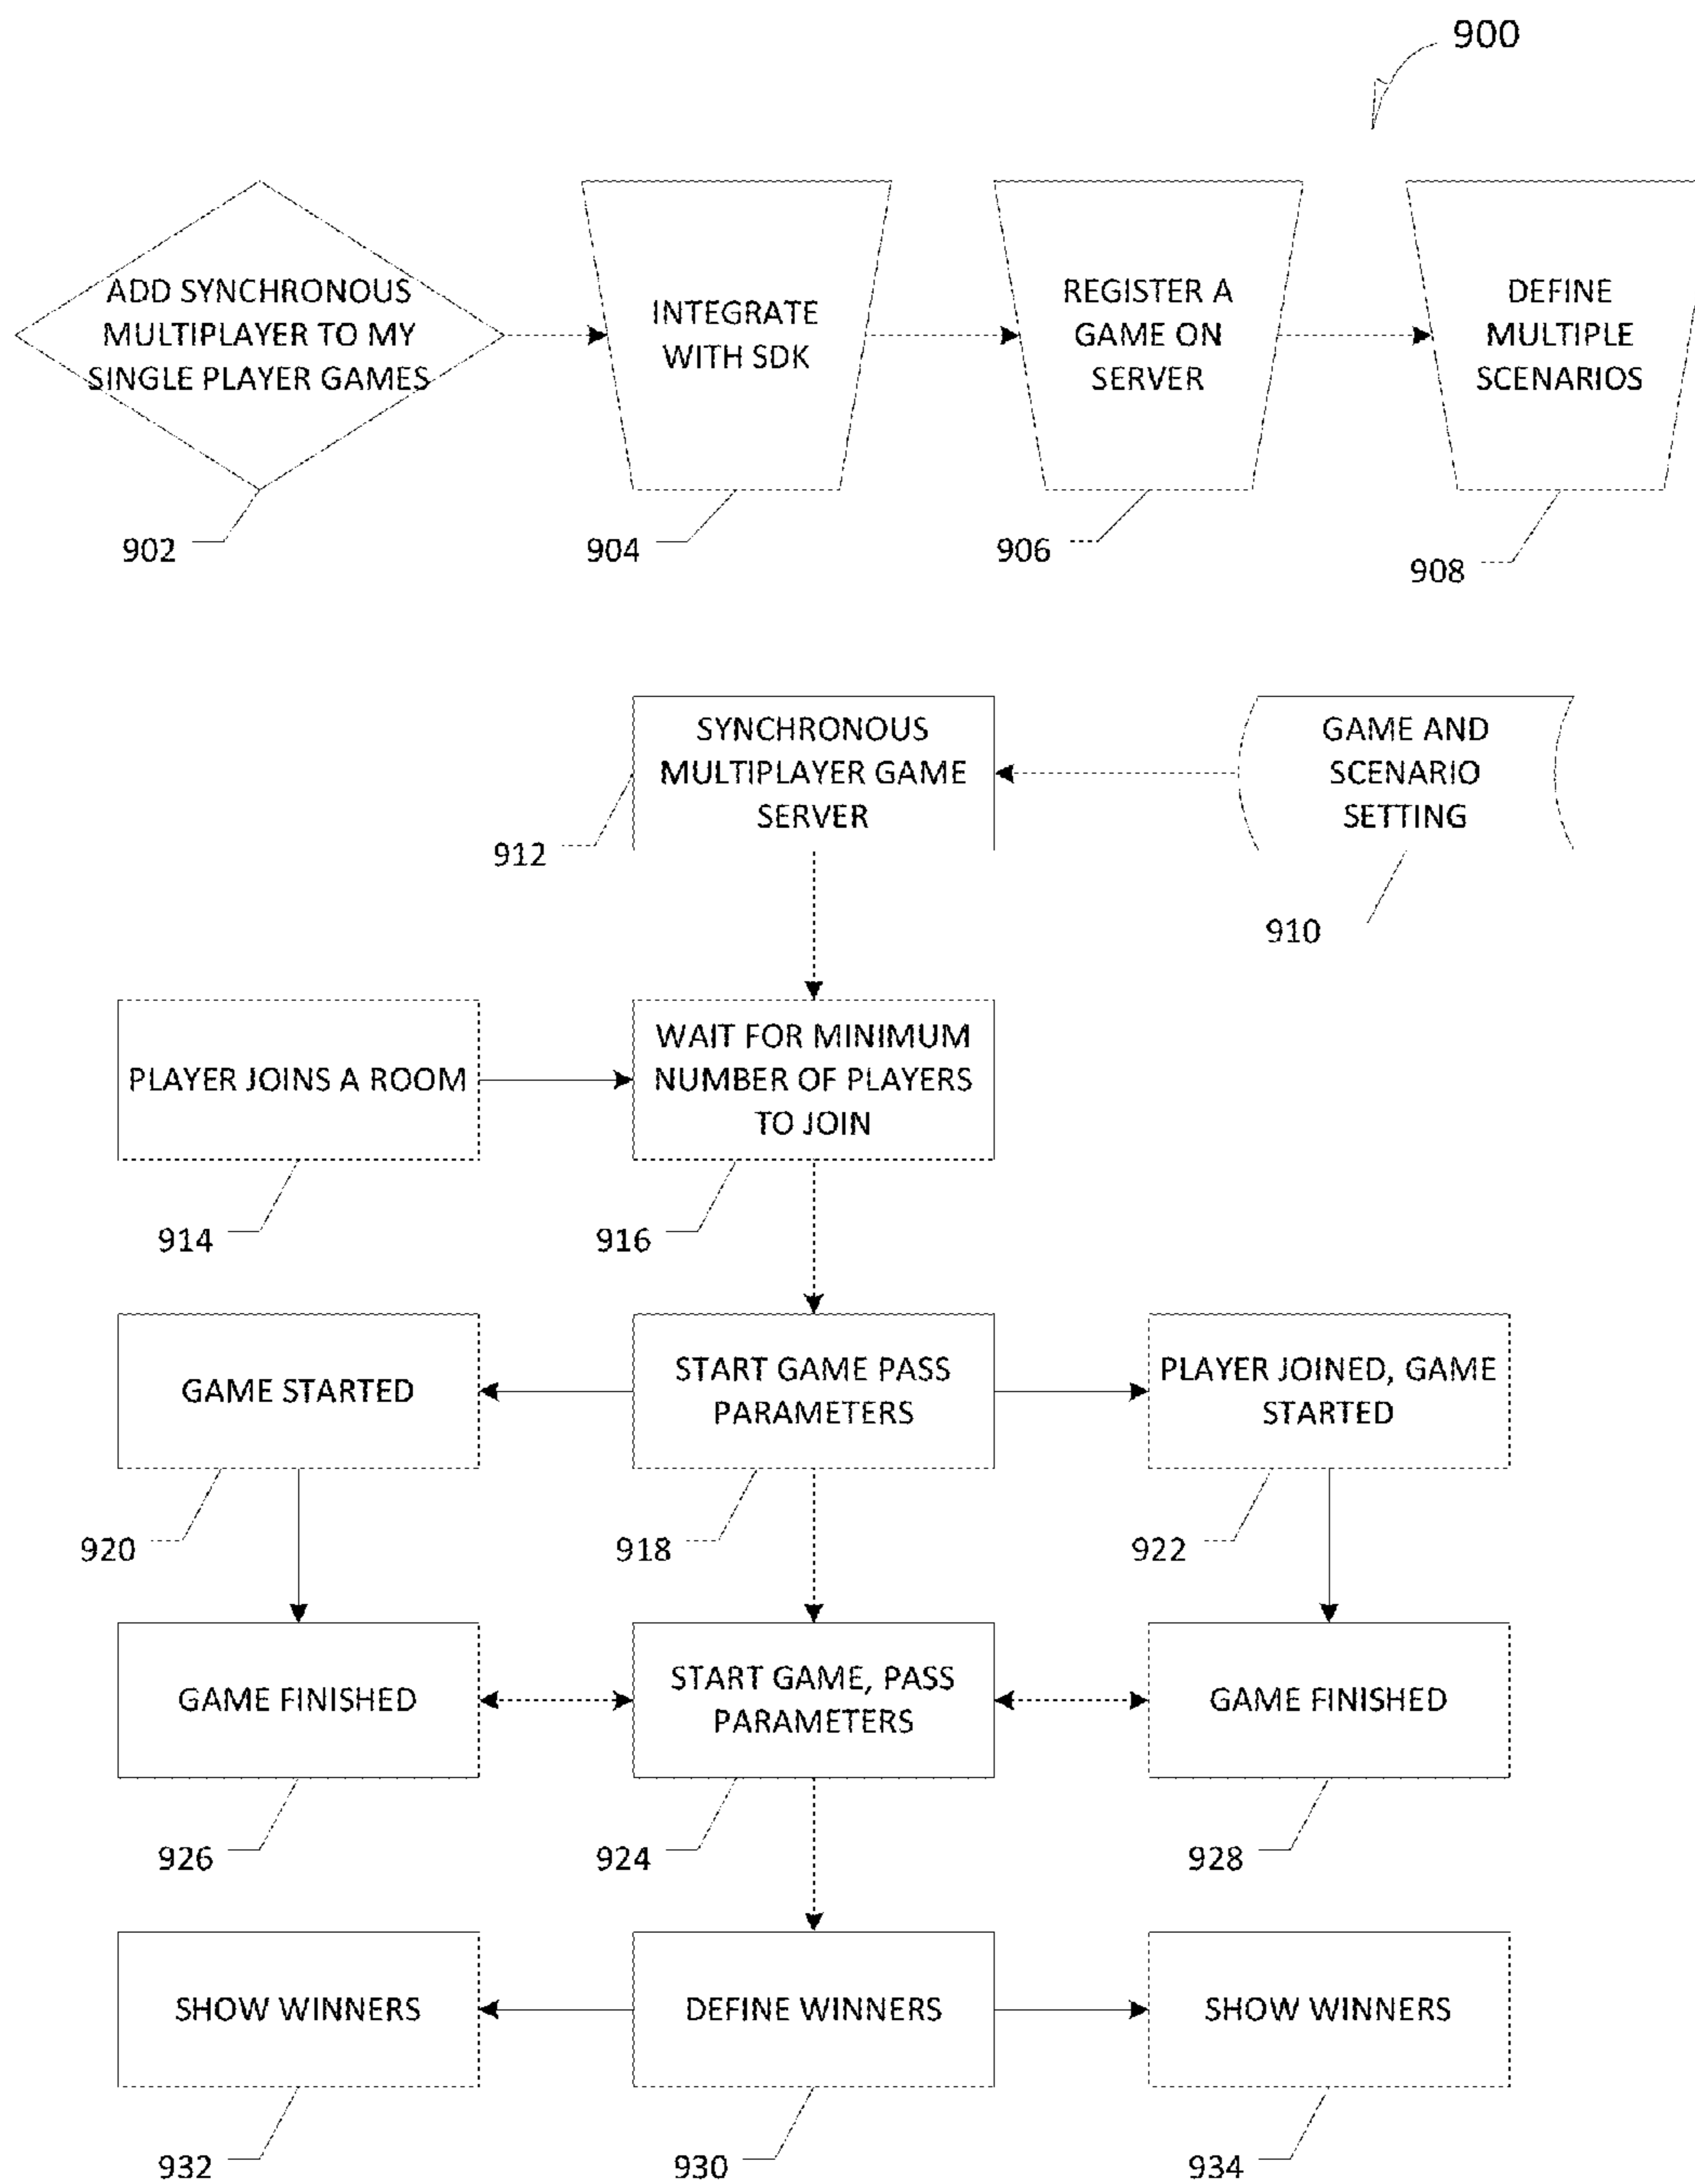 900
ADD SYNCHRONOUS
MULTIPLAYER TO MY
SINGLE PLAYER GAMES
INTEGRATE
WITH SDK
REGISTER A
GAME ON
SERVER
DEFINE
MULTIPLE
SCENARIOS
902
904
906
908
SYNCHRONOUS
MULTIPLAYER GAME
SERVER
GAME AND
SCENARIO
SETTING
912
910
PLAYER JOINS A ROOM
WAIT FOR MINIMUM
NUMBER OF PLAYERS
TO JOIN
914
916
GAME STARTED
START GAME PASS
PARAMETERS
PLAYER JOINED, GAME
STARTED
920
918
922
GAME FINISHED
START GAME, PASS
PARAMETERS
GAME FINISHED
926
924
928
SHOW WINNERS
DEFINE WINNERS
SHOW WINNERS
932
930
934